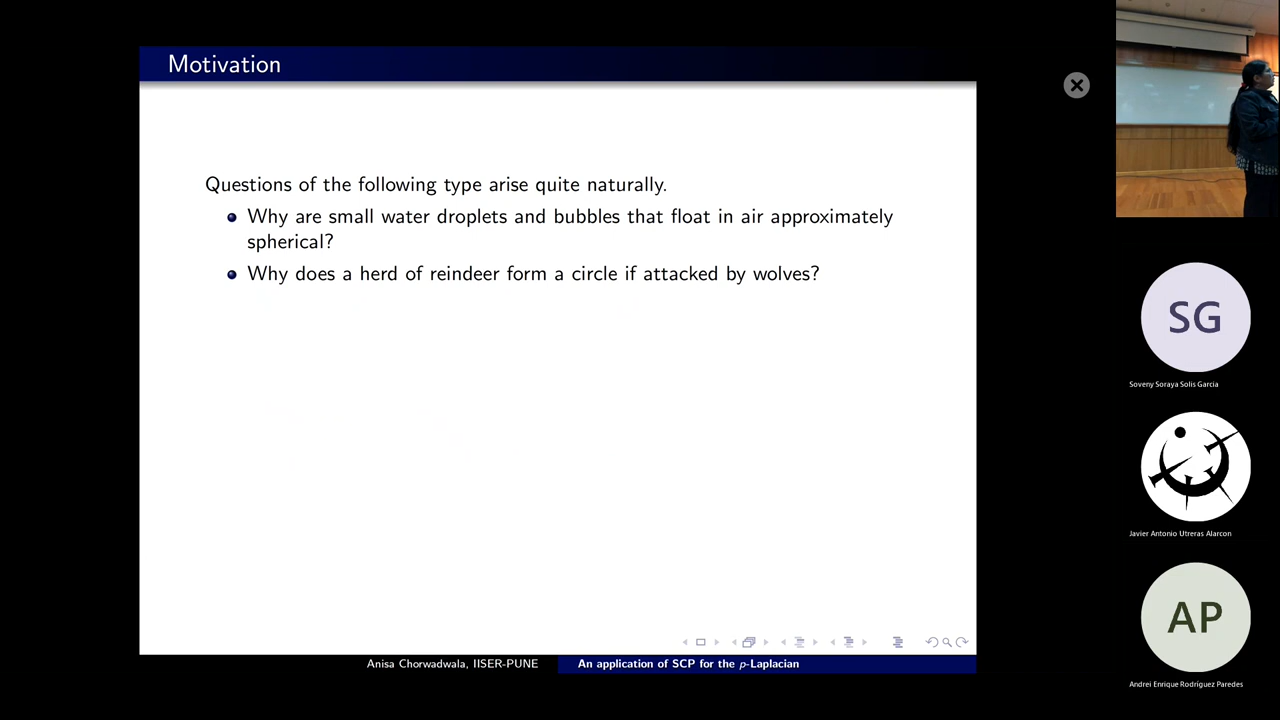 Motivation
Questions of the following type arise quite naturally.
Why are small water droplets and bubbles that float in air approximately
spherical?
Why does a herd of reindeer form a circle if attacked by wolves?
Anisa Chorwadwala, IISER-PUNE
An application of SCP for the p-Laplacian
SG
Soveny Soraya Solis Garcia
Javier Antonio Utreras Alarcon
AP
Andrei Enrique Rodríguez Paredes